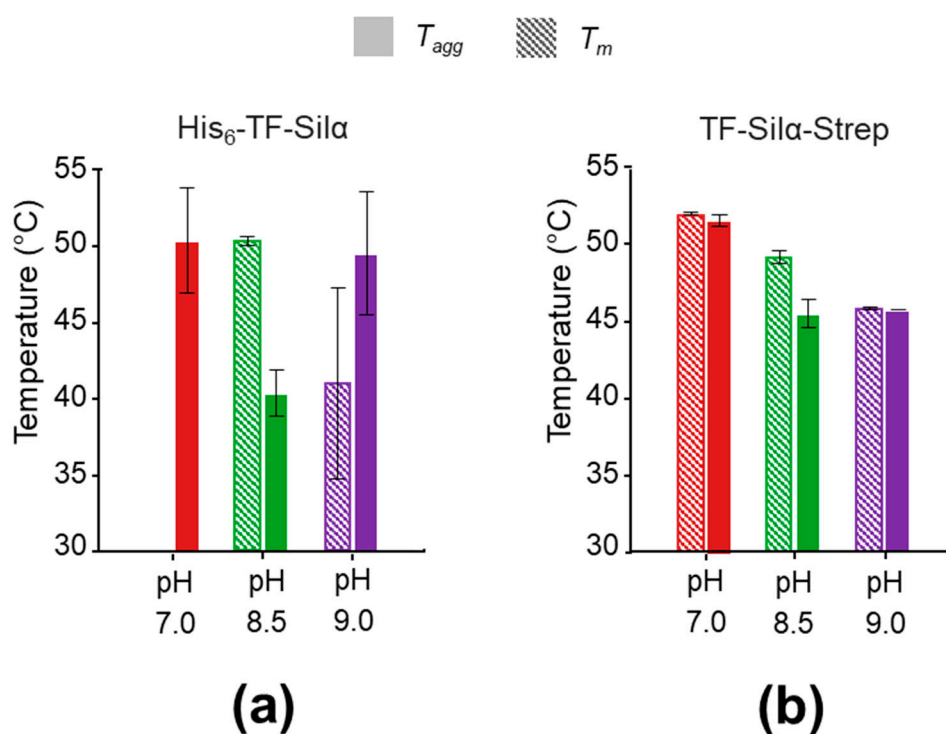 Tagg Tm
His6-TF-Silα
Temperature (°C)
55
50
45
40
35
30
pH pH pH
7.0 8.5 9.0
(a)
TF-Silα-Strep
Temperature (°C)
55
50
45
40
35
30
pH pH pH
7.0 8.5 9.0
(b)